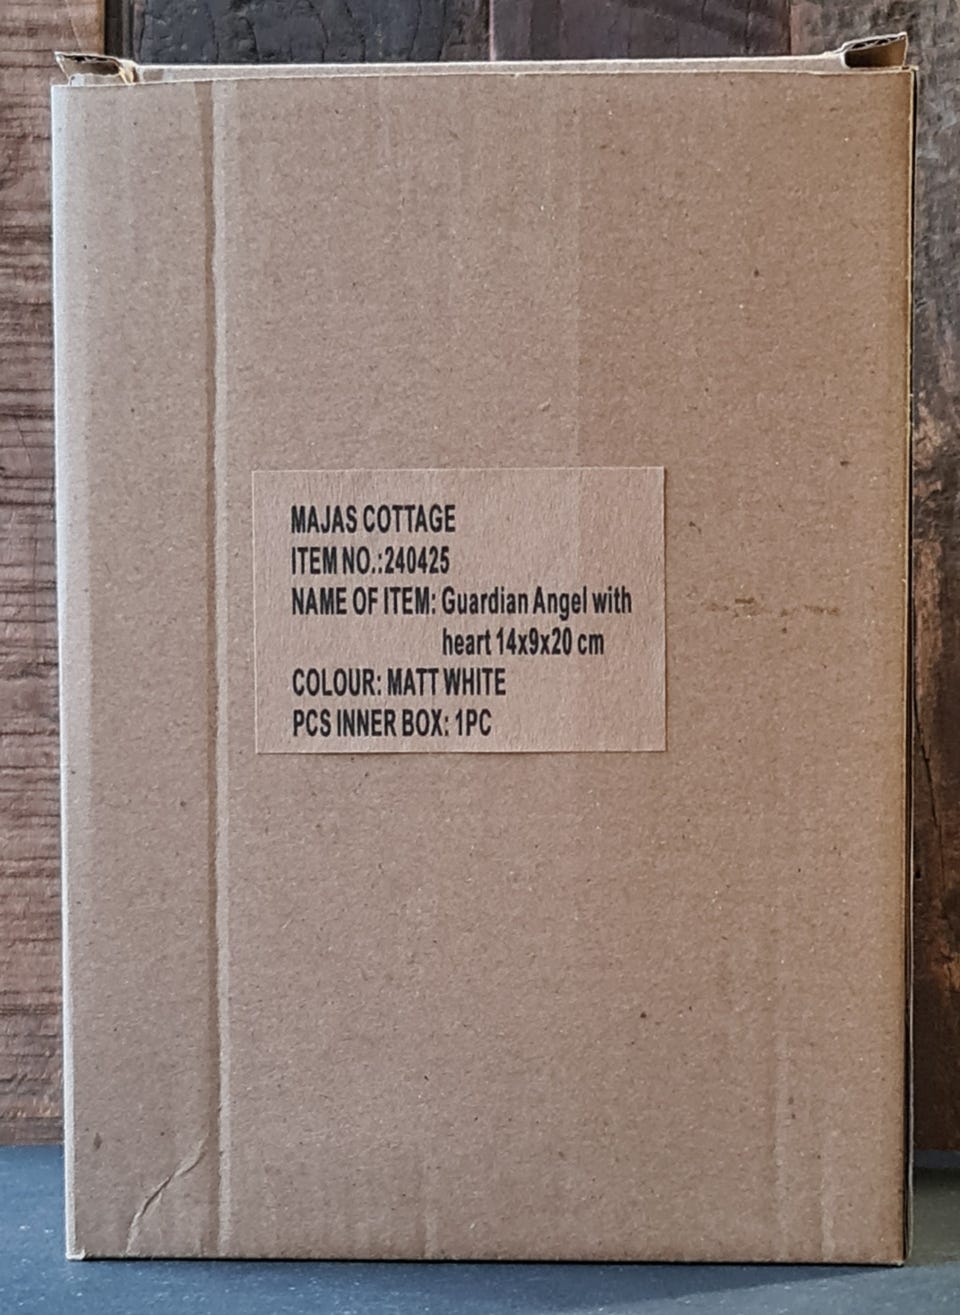 MAJAS COTTAGE
ITEM NO.:240425
NAME OF ITEM: Guardian Angel with
heart 14x9x20 cm
COLOUR: MATT WHITE
PCS INNER BOX: 1PC